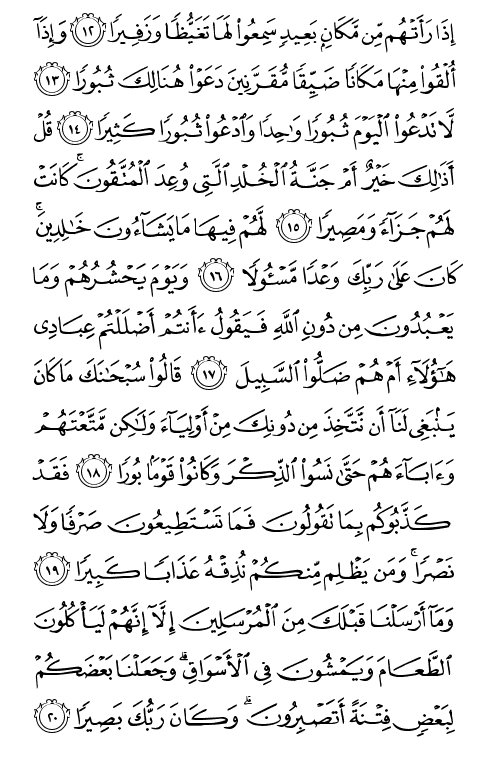 إِذَا رَأَتْهُم مِّن مَّكَانٍۭ بَعِيدٍ سَمِعُوا۟ لَهَا تَغَيُّظًا وَزَفِيرًا ١٢ وَإِذَآ
أُلْقُوا۟ مِنْهَا مَكَانًا ضَيِّقًا مُّقَرَّنِينَ دَعَوْا۟ هُنَالِكَ ثُبُورًا ١٣
لَّا تَدْعُوا۟ ٱلْيَوْمَ ثُبُورًا وَٰحِدًا وَٱدْعُوا۟ ثُبُورًا كَثِيرًا ١٤ قُلْ
أَذَٰلِكَ خَيْرٌ أَمْ جَنَّةُ ٱلْخُلْدِ ٱلَّتِى وُعِدَ ٱلْمُتَّقُونَ ۚ كَانَتْ
لَهُمْ جَزَآءً وَمَصِيرًا ١٥ لَّهُمْ فِيهَا مَا يَشَآءُونَ خَٰلِدِينَ ۚ
كَانَ عَلَىٰ رَبِّكَ وَعْدًا مَّسْـُٔولًا ١٦ وَيَوْمَ يَحْشُرُهُمْ وَمَا
يَعْبُدُونَ مِن دُونِ ٱللَّهِ فَيَقُولُ ءَأَنتُمْ أَضْلَلْتُمْ عِبَادِى
هَٰٓؤُلَآءِ أَمْ هُمْ ضَلُّوا۟ ٱلسَّبِيلَ ١٧ قَالُوا۟ سُبْحَٰنَكَ مَا كَانَ
يَنۢبَغِى لَنَآ أَن نَّتَّخِذَ مِن دُونِكَ مِنْ أَوْلِيَآءَ وَلَٰكِن مَّتَّعْتَهُمْ
وَءَابَآءَهُمْ حَتَّىٰ نَسُوا۟ ٱلذِّكْرَ وَكَانُوا۟ قَوْمًۢا بُورًا ١٨ فَقَدْ
كَذَّبُوكُم بِمَا تَقُولُونَ فَمَا تَسْتَطِيعُونَ صَرْفًا وَلَا
نَصْرًا ۚ وَمَن يَظْلِم مِّنكُمْ نُذِقْهُ عَذَابًا كَبِيرًا ١٩
وَمَآ أَرْسَلْنَا قَبْلَكَ مِنَ ٱلْمُرْسَلِينَ إِلَّآ إِنَّهُمْ لَيَأْكُلُونَ
ٱلطَّعَامَ وَيَمْشُونَ فِى ٱلْأَسْوَاقِ ۗ وَجَعَلْنَا بَعْضَكُمْ
لِبَعْضٍ فِتْنَةً أَتَصْبِرُونَ ۗ وَكَانَ رَبُّكَ بَصِيرًا ٢٠